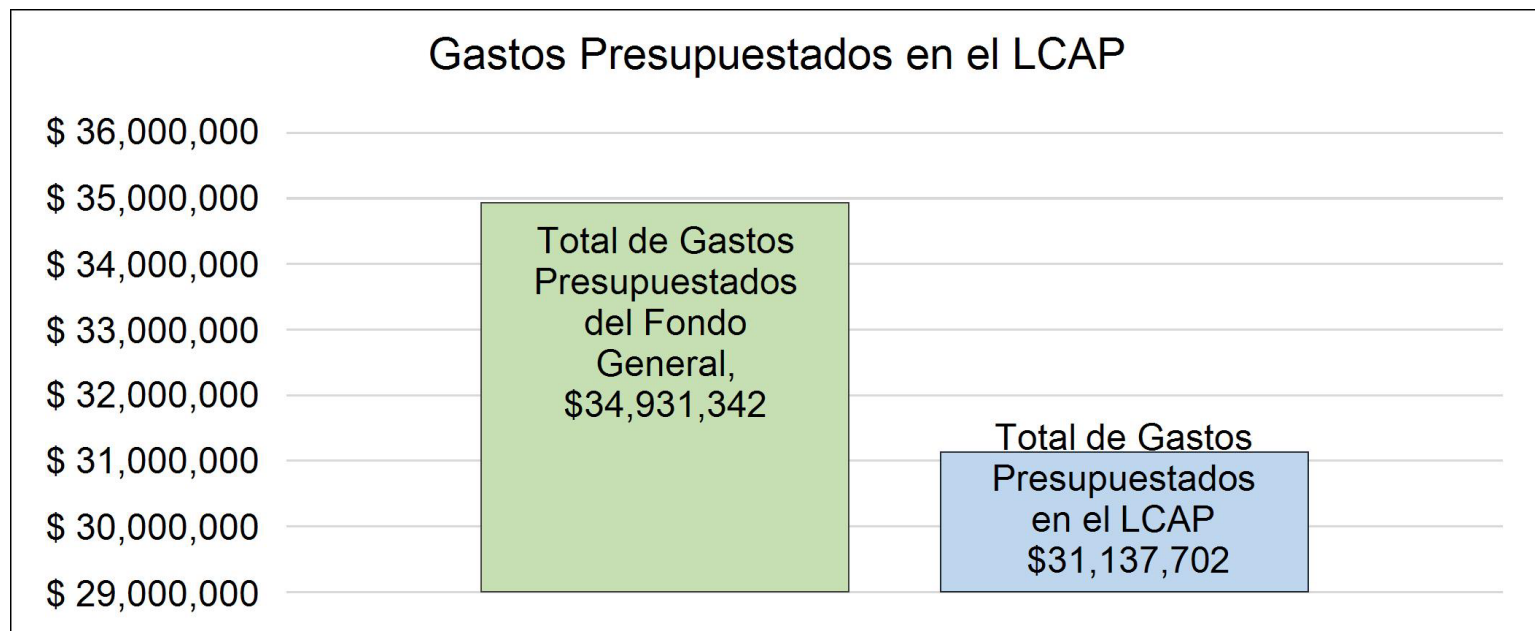 Gastos Presupuestados en el LCAP
$ 36,000,000
$ 35,000,000
$ 34,000,000
$ 33,000,000
$ 32,000,000
$ 31,000,000
$ 30,000,000
$ 29,000,000
Total de Gastos
Presupuestados
del Fondo
General,
$34,931,342
Total de Gastos
Presupuestados
en el LCAP
$31,137,702